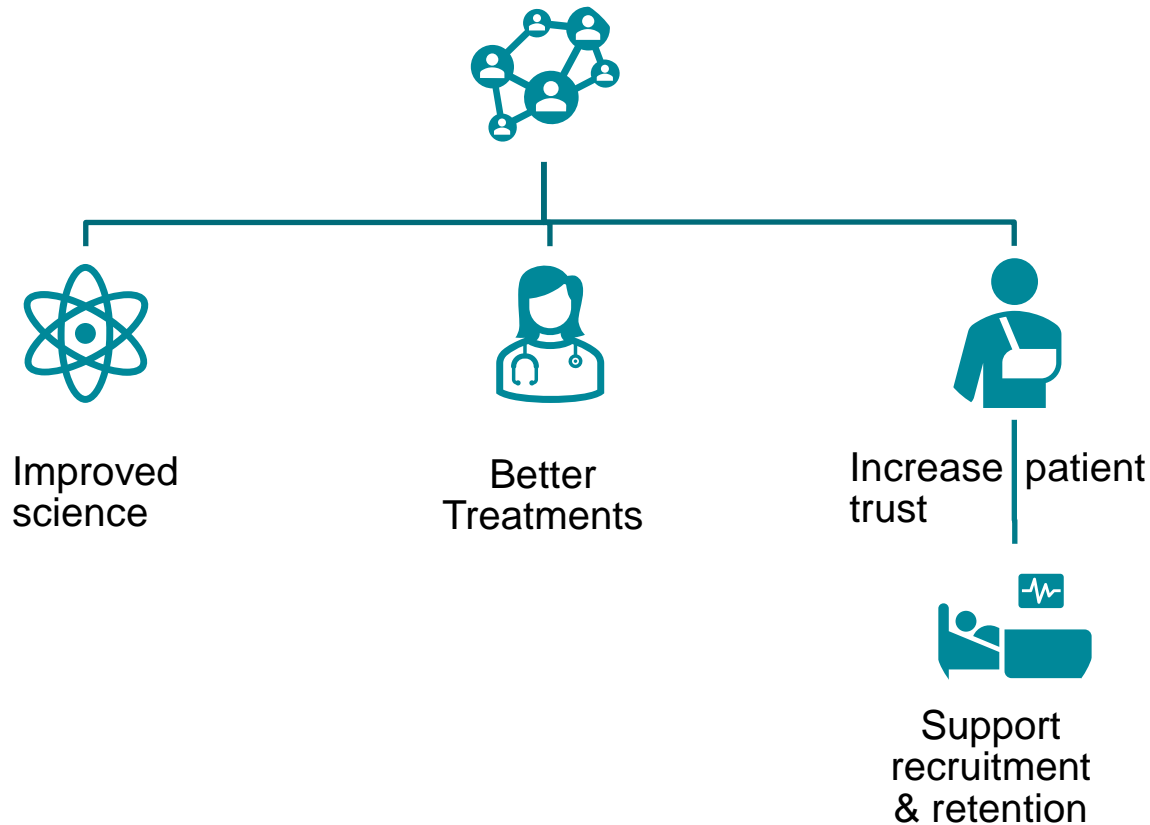 Improved
science
Better
Treatments
Increase patient
trust
Support
recruitment
& retention